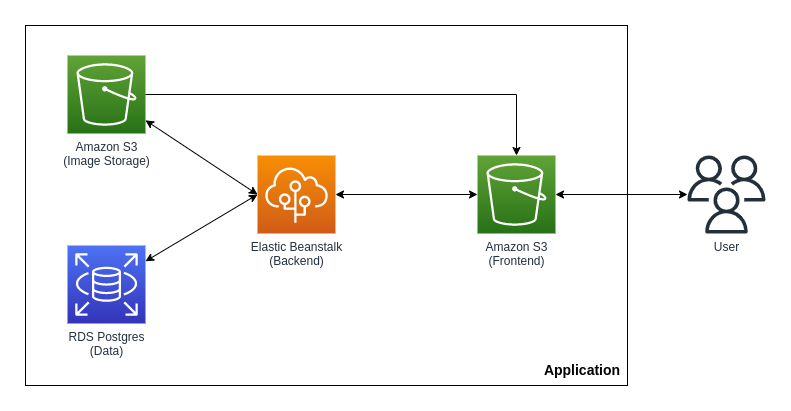 Amazon S3
(Image Storage)
Elastic Beanstalk
(Backend)
Amazon S3
(Frontend)
User
RDS Postgres
(Data)
Application